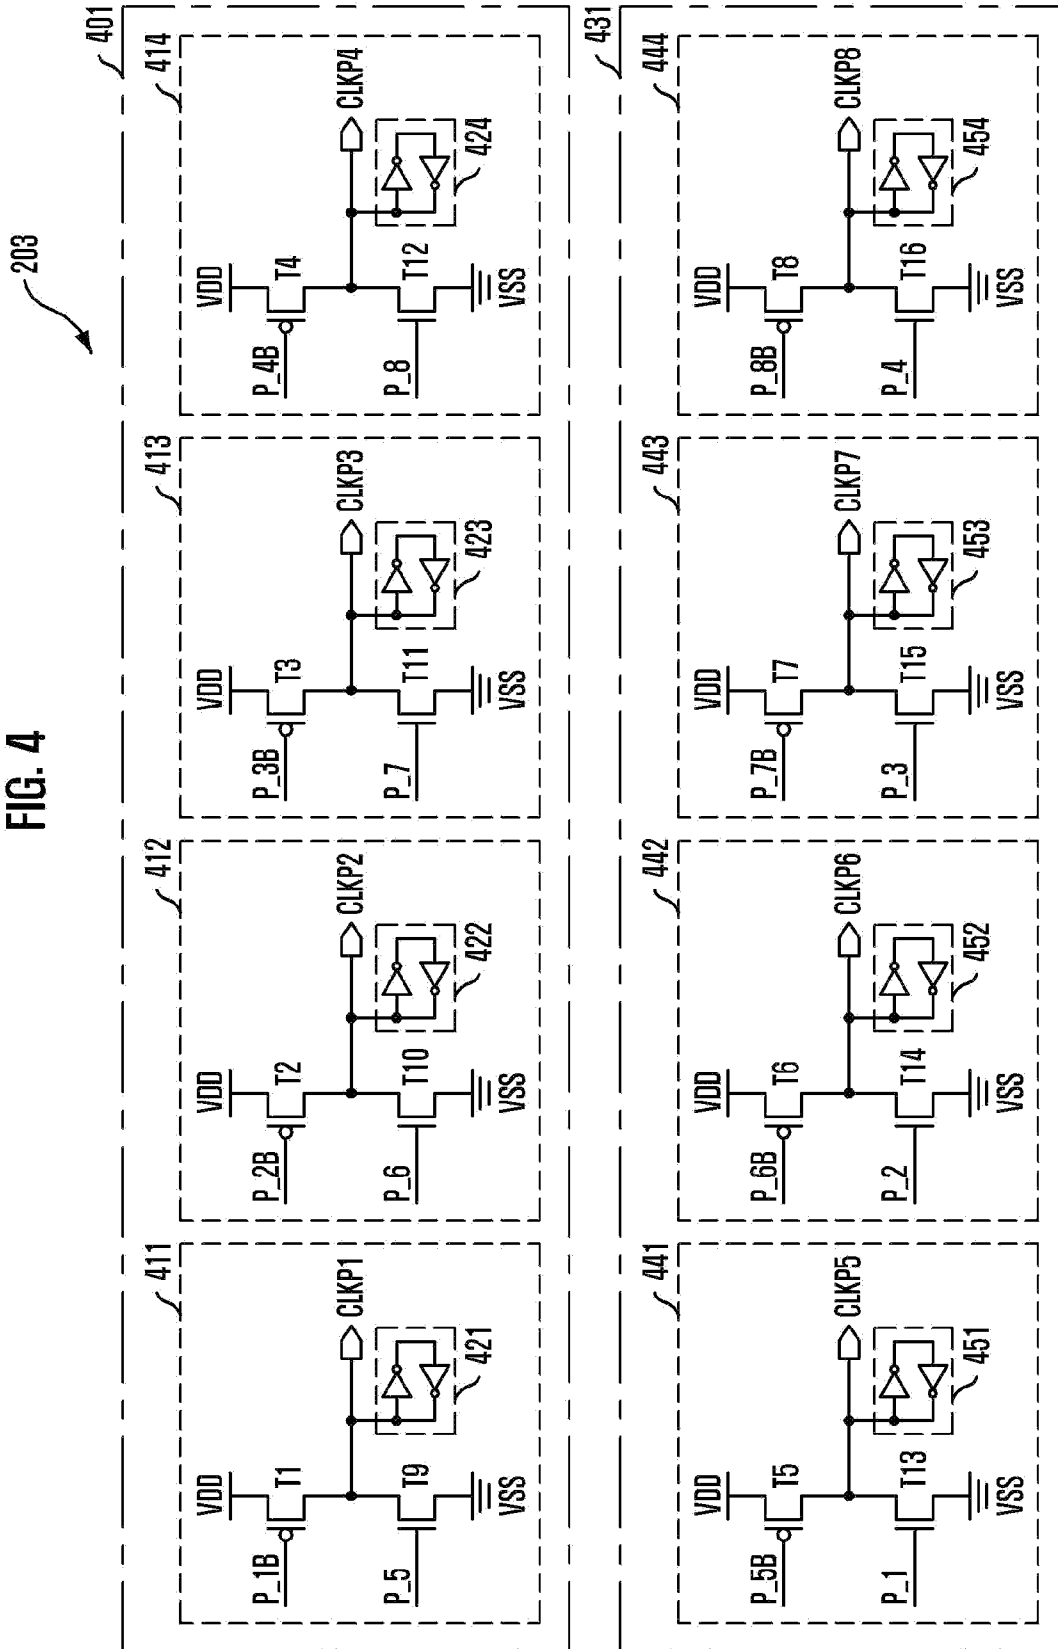 FIG. 4
203
401
411
VDD
P_1B
T1
CLKP1
P_5
T9
421
VSS
412
VDD
P_2B
T2
CLKP2
P_6
T10
422
VSS
413
VDD
P_3B
T3
CLKP3
P_7
T11
423
VSS
414
VDD
P_4B
T4
CLKP4
P_8
T12
424
VSS
431
441
VDD
P_5B
T5
CLKP5
P_1
T13
451
VSS
442
VDD
P_6B
T6
CLKP6
P_2
T14
452
VSS
443
VDD
P_7B
T7
CLKP7
P_3
T15
453
VSS
444
VDD
P_8B
T8
CLKP8
P_4
T16
454
VSS